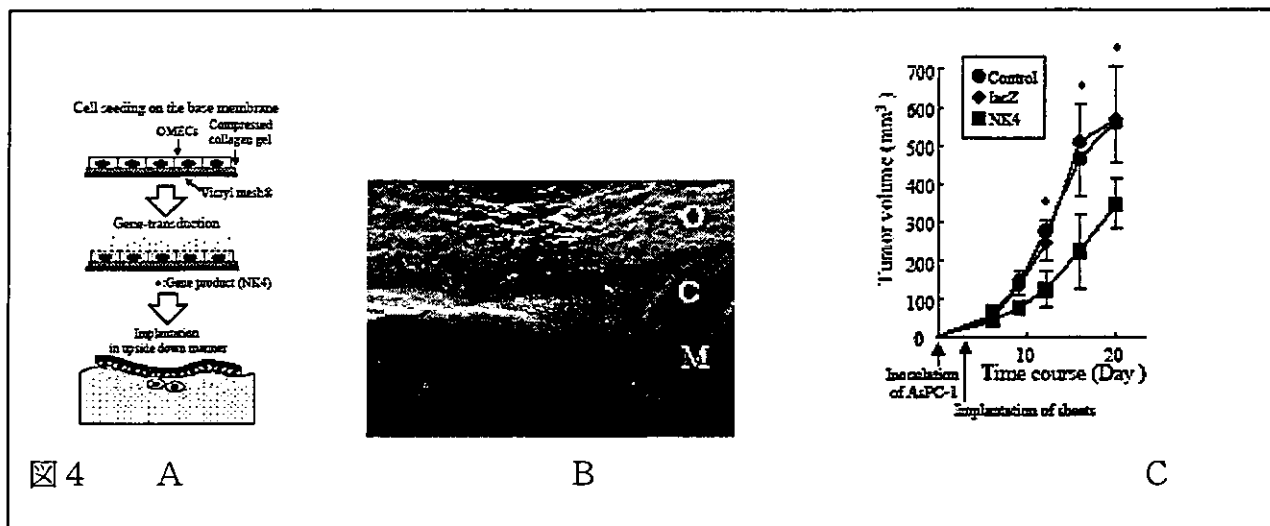 Cell seeding on the base membrane
OMECs
Compressed
collagen gel
Vicryl mesh®
Gene-transduction
•:Gene product (NK4)
Implantation
in upside down manner
O
C
M
Tumor volume (mm³)
700
600
500
400
300
200
100
0
Control
lacZ
NK4
10
20
Time course (Day)
Inoculation
of AsPC-1
Implantation of sheets
図4 A B C